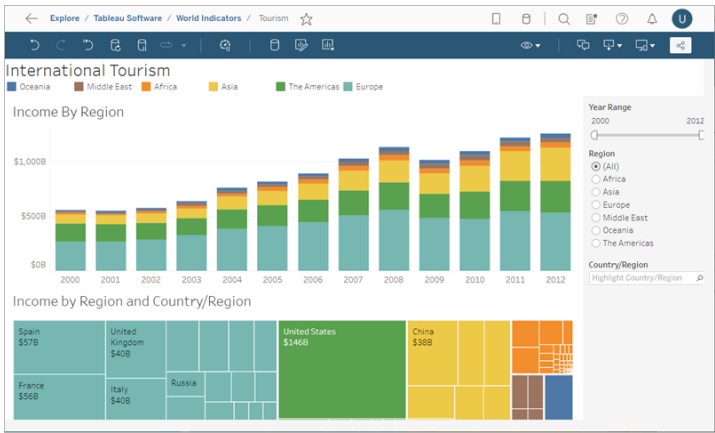 Explore / Tableau Software / World Indicators / Tourism
U
International Tourism
Oceania Middle East Africa Asia The Americas Europe
Income By Region
$1,000B
$500B
$0B
2000 2001 2002 2003 2004 2005 2006 2007 2008 2009 2010 2011 2012
Income by Region and Country/Region
Spain
$57B
France
$56B
United
Kingdom
$40B
Italy
$40B
Russia
United States
$146B
China
$38B
Year Range
2000 2012
Region
(All)
Africa
Asia
Europe
Middle East
Oceania
The Americas
Country/Region
Highlight Country/Region